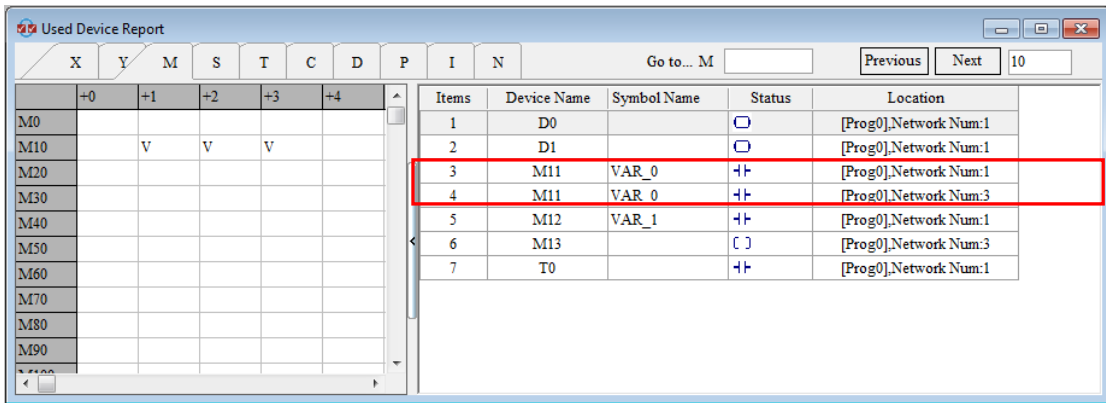 Used Device Report
X Y M S T C D P I N Go to... M Previous Next 10
+0 +1 +2 +3 +4
M0
M10 V V V
M20
M30
M40
M50
M60
M70
M80
M90
M100
Items Device Name Symbol Name Status Location
1 D0 [Prog0],Network Num:1
2 D1 [Prog0],Network Num:1
3 M11 VAR_0 [Prog0],Network Num:1
4 M11 VAR_0 [Prog0],Network Num:3
5 M12 VAR_1 [Prog0],Network Num:1
6 M13 [Prog0],Network Num:3
7 T0 [Prog0],Network Num:1